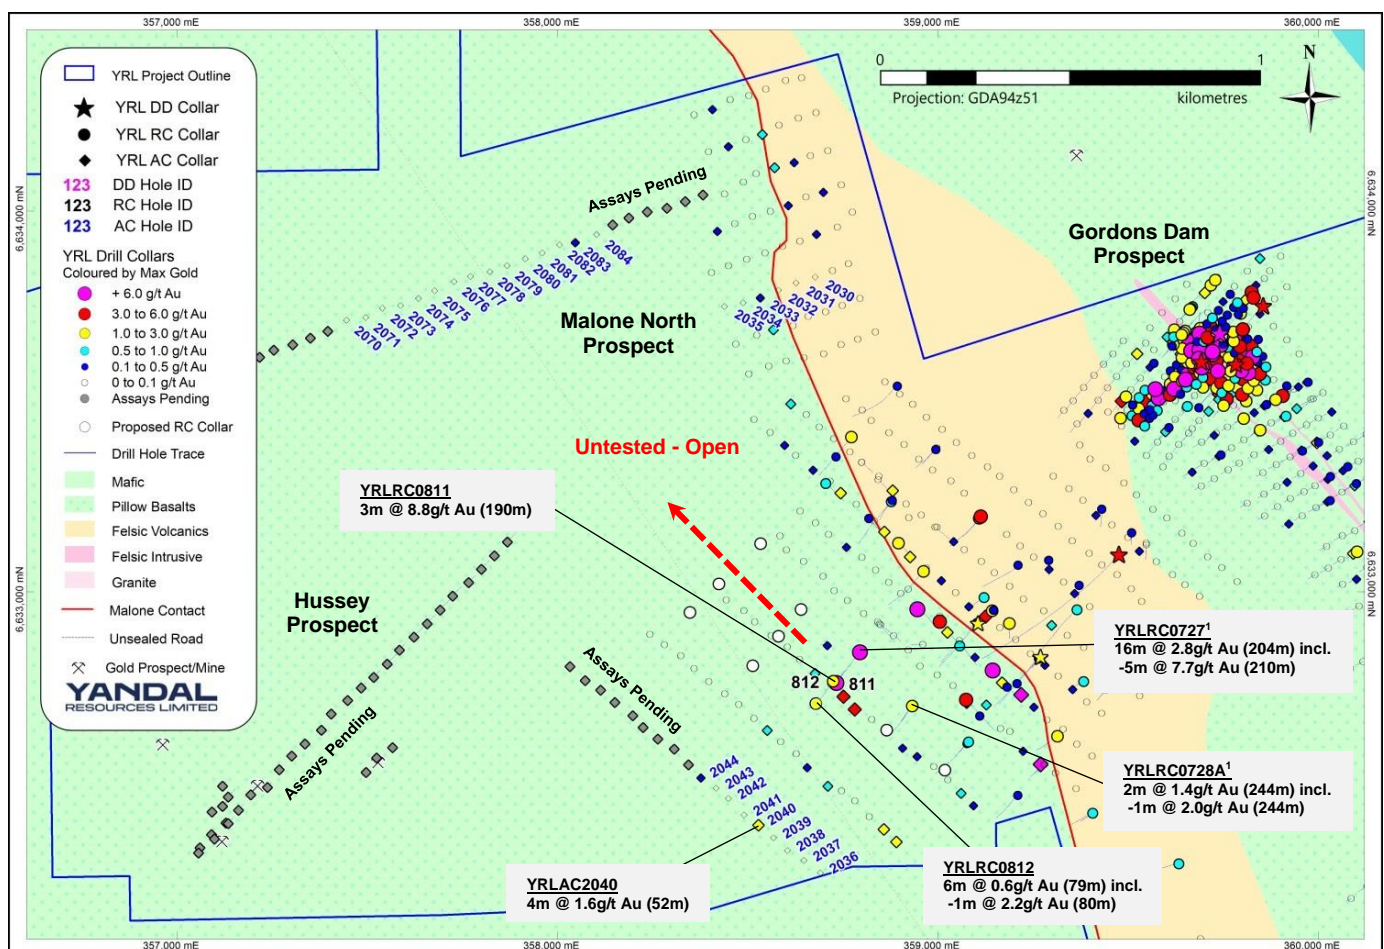 357,000 mE
358,000 mE
359,000 mE
360,000 mE
YRL Project Outline
YRL DD Collar
YRL RC Collar
YRL AC Collar
123 DD Hole ID
123 RC Hole ID
123 AC Hole ID
YRL Drill Collars
Coloured by Max Gold
+ 6.0 g/t Au
3.0 to 6.0 g/t Au
1.0 to 3.0 g/t Au
0.5 to 1.0 g/t Au
0.1 to 0.5 g/t Au
0 to 0.1 g/t Au
Assays Pending
Proposed RC Collar
Drill Hole Trace
Mafic
Pillow Basalts
Felsic Volcanics
Felsic Intrusive
Granite
Malone Contact
Unsealed Road
Gold Prospect/Mine
YANDAL
RESOURCES LIMITED
0
1
Projection: GDA94z51
kilometres
N
6,634,000 mN
6,634,000 mN
6,633,000 mN
6,633,000 mN
Assays Pending
2084
2083
2082
2081
2080
2079
2078
2077
2076
2075
2074
2073
2072
2071
2070
2030
2031
2032
2033
2034
2035
Gordons Dam
Prospect
Malone North
Prospect
Untested - Open
YRLRC0811
3m @ 8.8g/t Au (190m)
Hussey
Prospect
YRLRC0727¹
16m @ 2.8g/t Au (204m) incl.
-5m @ 7.7g/t Au (210m)
812
811
Assays Pending
Assays Pending
2044
2043
2042
2041
2040
2039
2038
2037
2036
YRLRC0728A¹
2m @ 1.4g/t Au (244m) incl.
-1m @ 2.0g/t Au (244m)
YRLAC2040
4m @ 1.6g/t Au (52m)
YRLRC0812
6m @ 0.6g/t Au (79m) incl.
-1m @ 2.2g/t Au (80m)
357,000 mE
358,000 mE
359,000 mE
360,000 mE